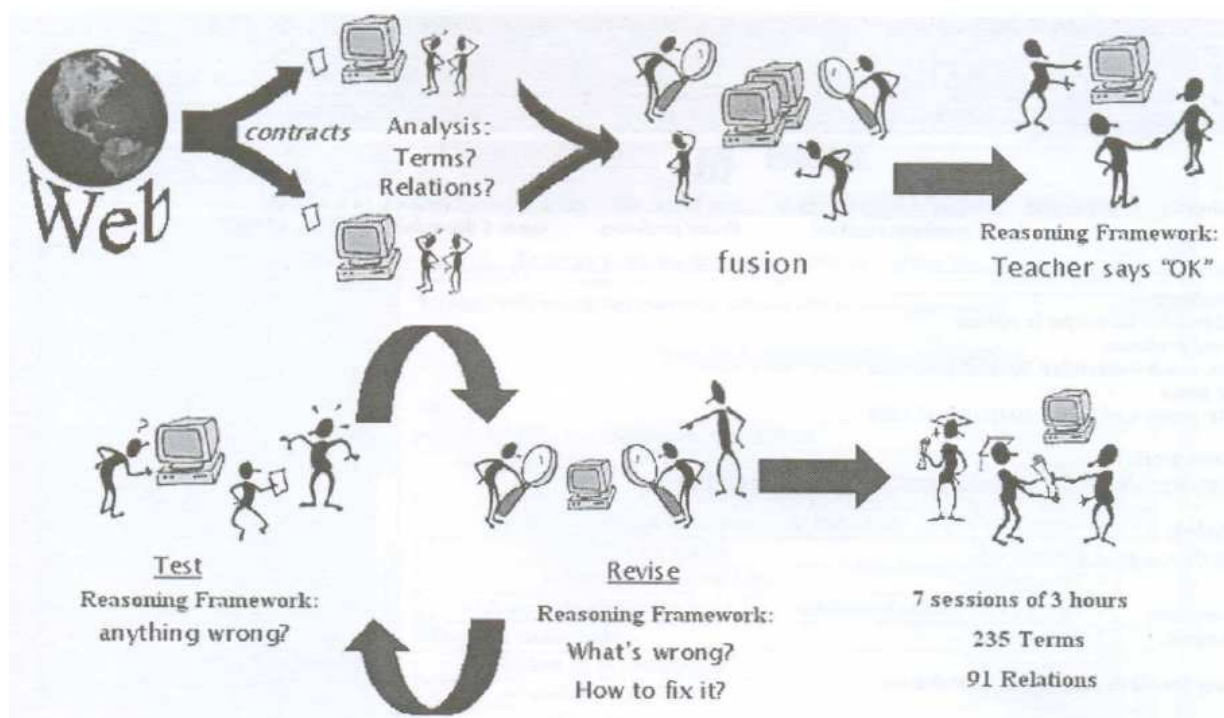 Web
contracts
Analysis:
Terms?
Relations?
fusion
Reasoning Framework:
Teacher says "OK"
Test
Reasoning Framework:
anything wrong?
Revise
Reasoning Framework:
What's wrong?
How to fix it?
7 sessions of 3 hours
235 Terms
91 Relations